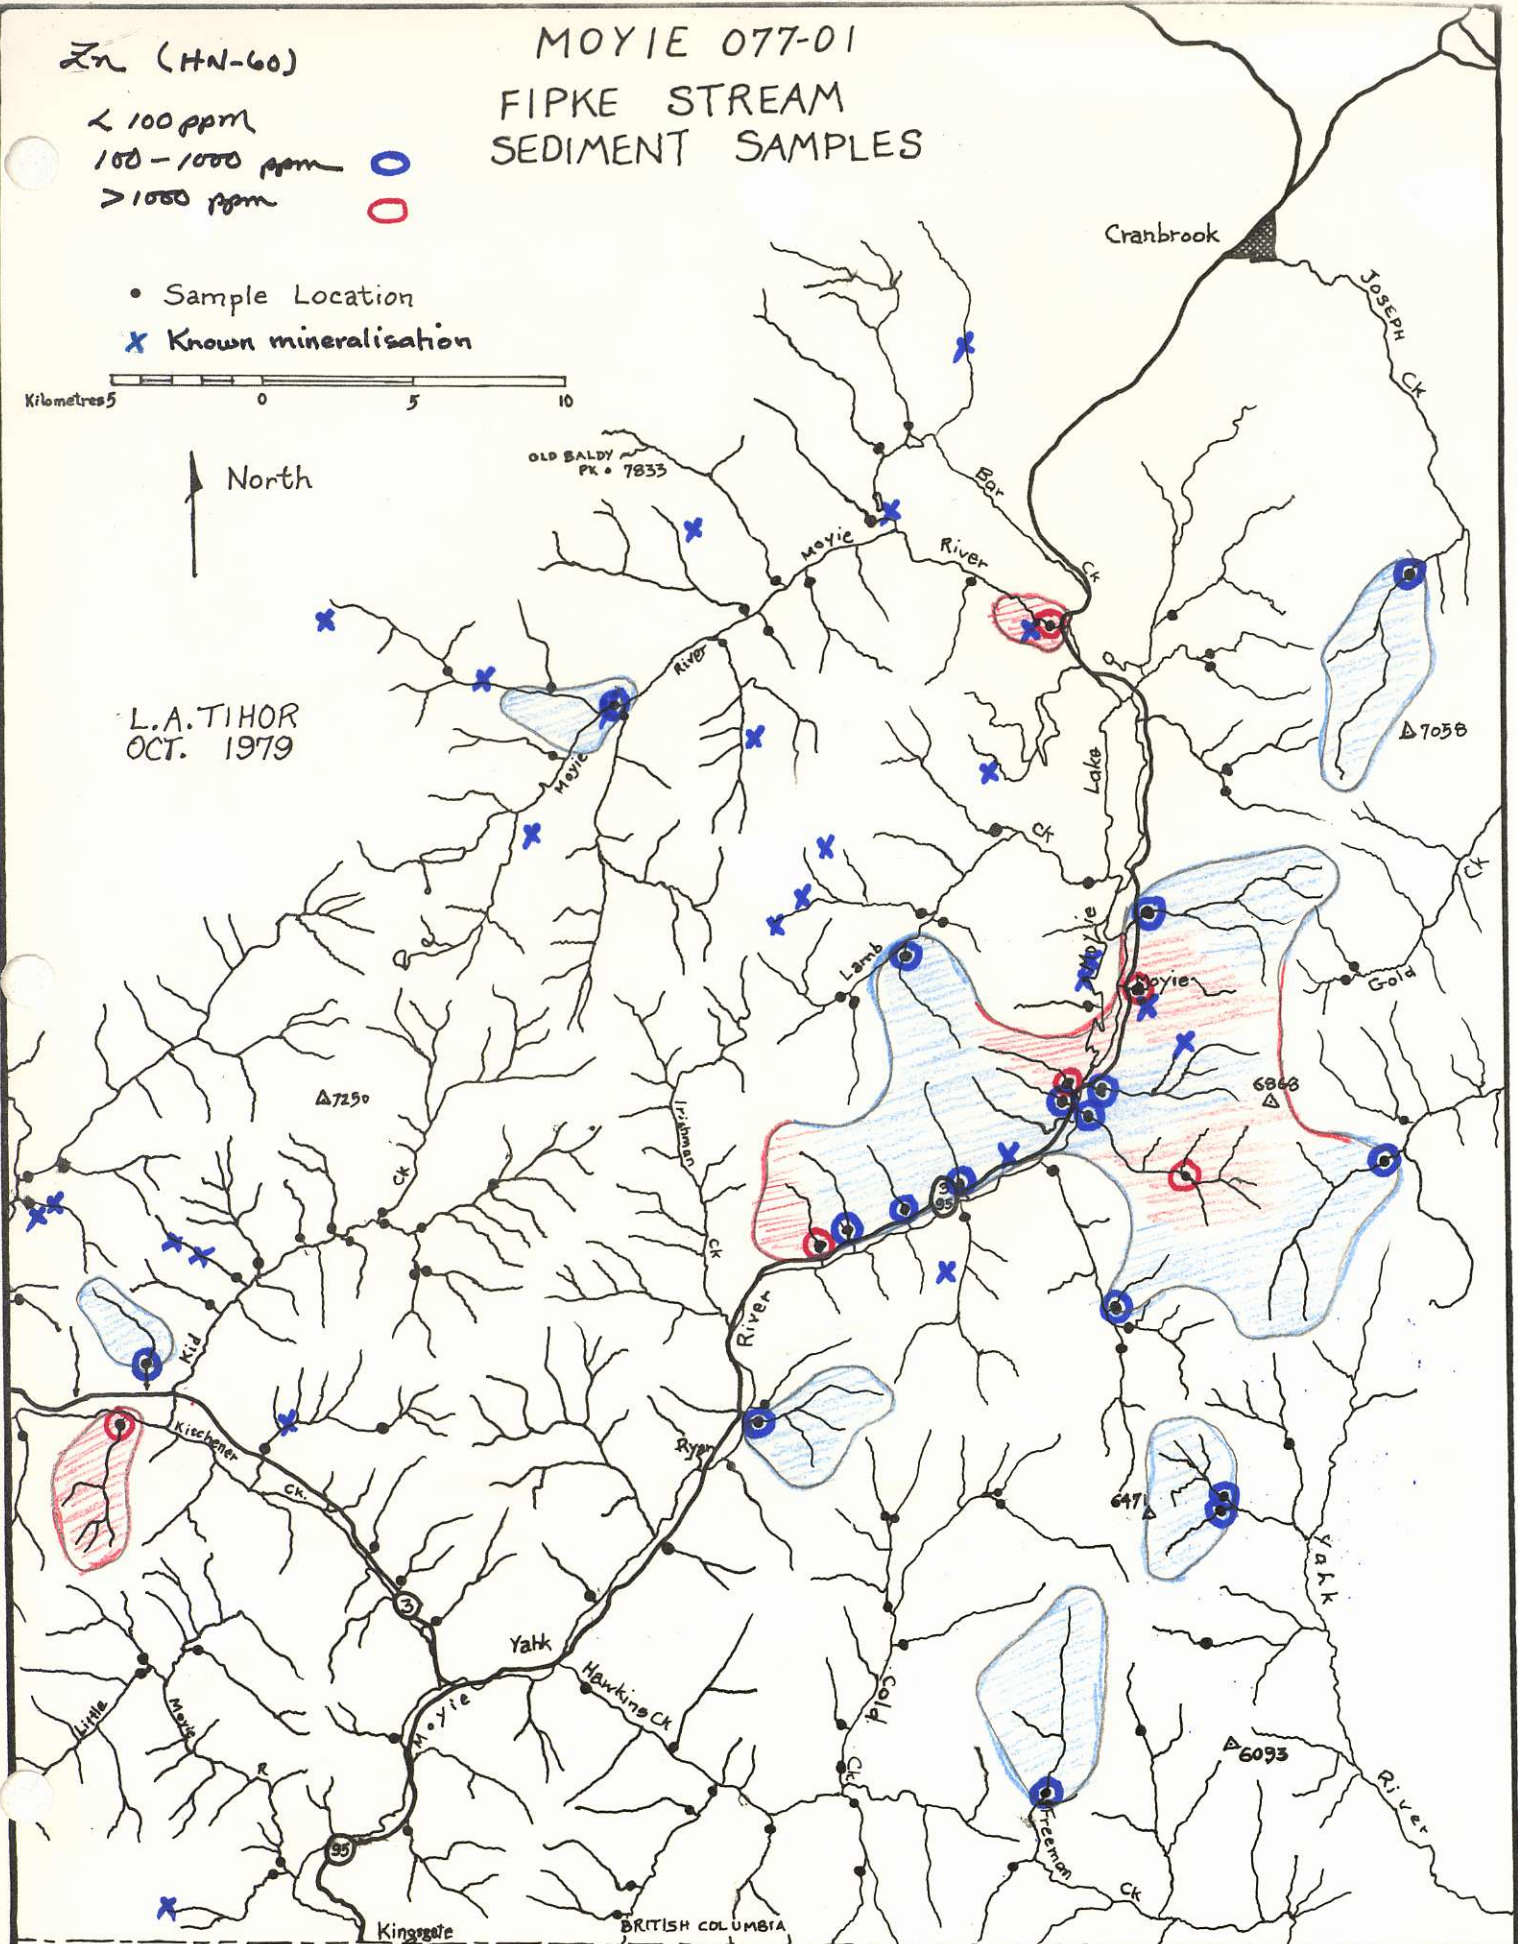 Zn (HN-60)
< 100 ppm
100-1000 ppm
>1000 ppm
MOYIE 077-01
FIPKE STREAM
SEDIMENT SAMPLES
• Sample Location
x Known mineralisation
Kilometres 5 0 5 10
North
L.A. TIHOR
OCT. 1979
Cranbrook
JOSEPH CK
OLD BALDY
PK • 7833
Bar Ck
Moyie River
River
Moyie
7058
Lake
Ck
Moyie
Lamb
Moyie
Gold
Ck
7250
6868
Irishman Ck
Ck
3
95
River
Kid
Kitchener Ck.
Ryan
6471
Yahk River
3
Yahk
Hawkins Ck
Cold Ck
Little Moyie R
Moyie
6093
95
Freeman Ck
Kingsgate
BRITISH COLUMBIA